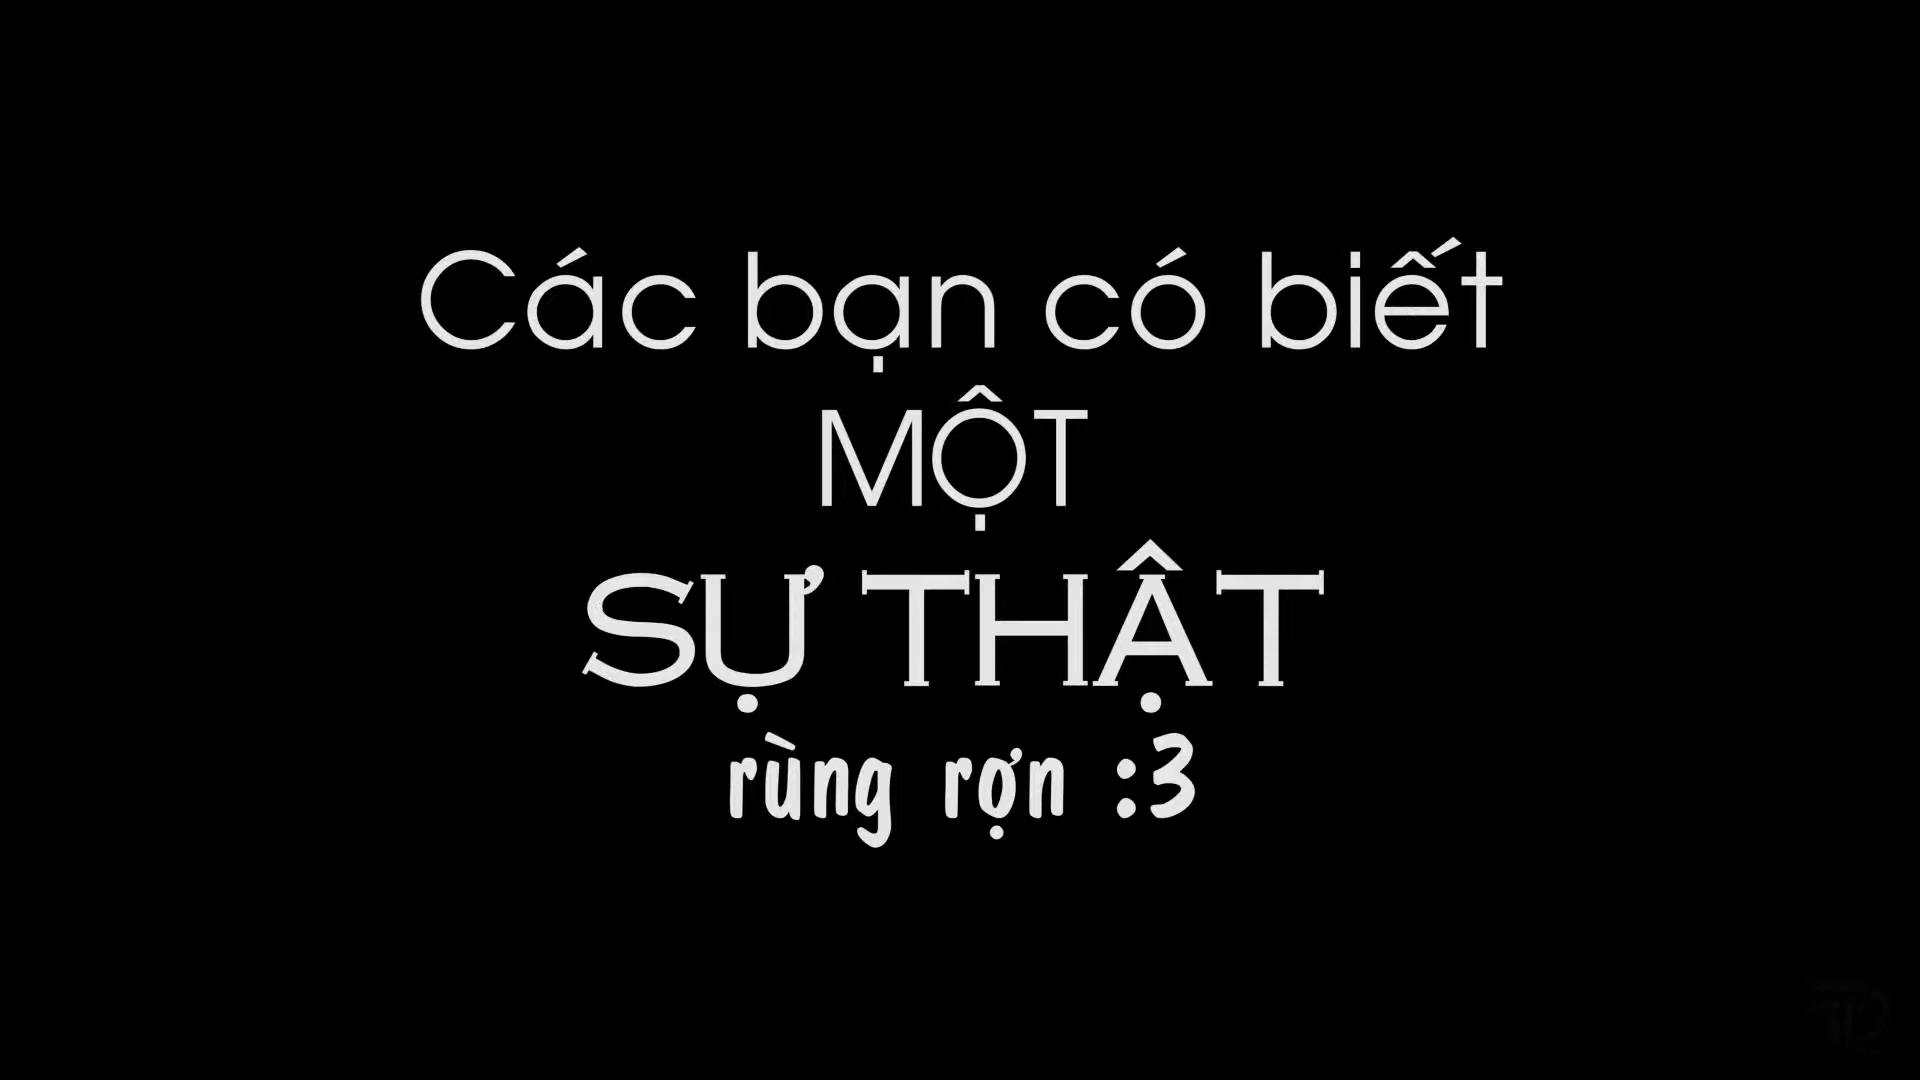 Các bạn có biết
MỘT
SỰ THẬT
rùng rợn :3